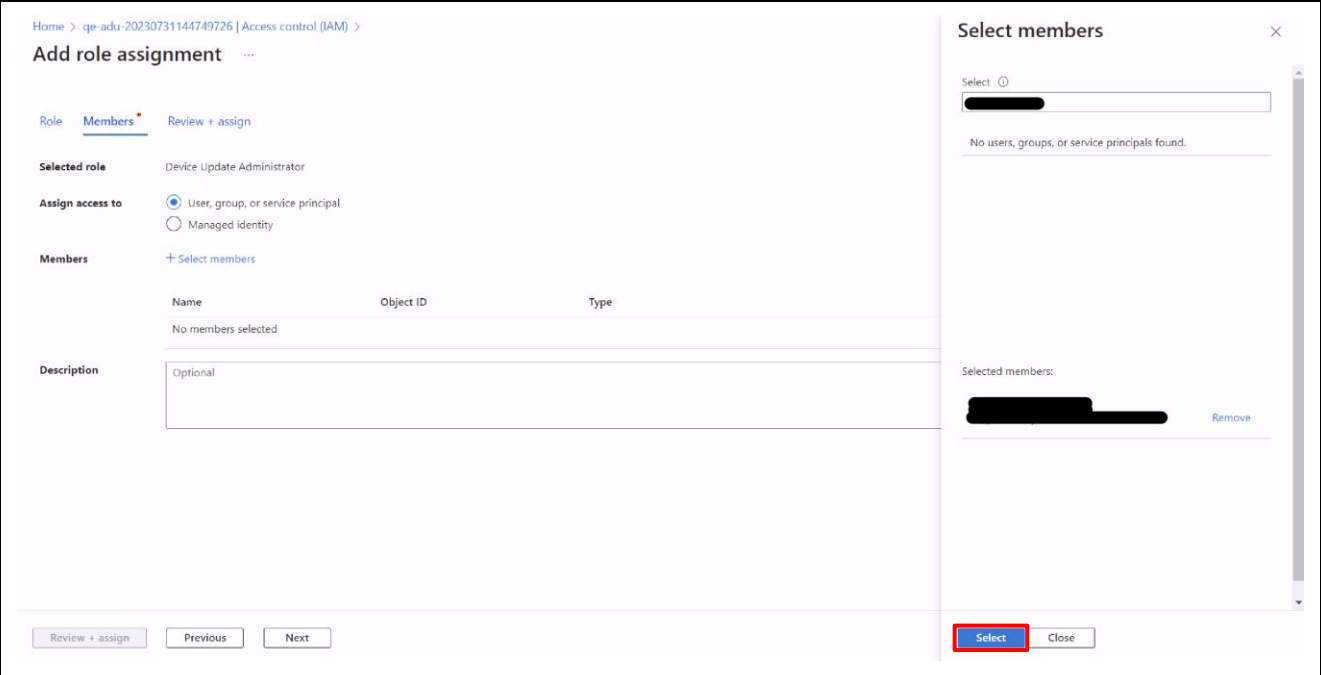 Home > qe-adu-20230731144749726 | Access control (IAM) >
Add role assignment ...
Role Members Review + assign
Selected role Device Update Administrator
Assign access to User, group, or service principal
Managed identity
Members + Select members
Name Object ID Type
No members selected
Description Optional
Review + assign Previous Next
Select members
Select
No users, groups, or service principals found.
Selected members:
Remove
Select Close